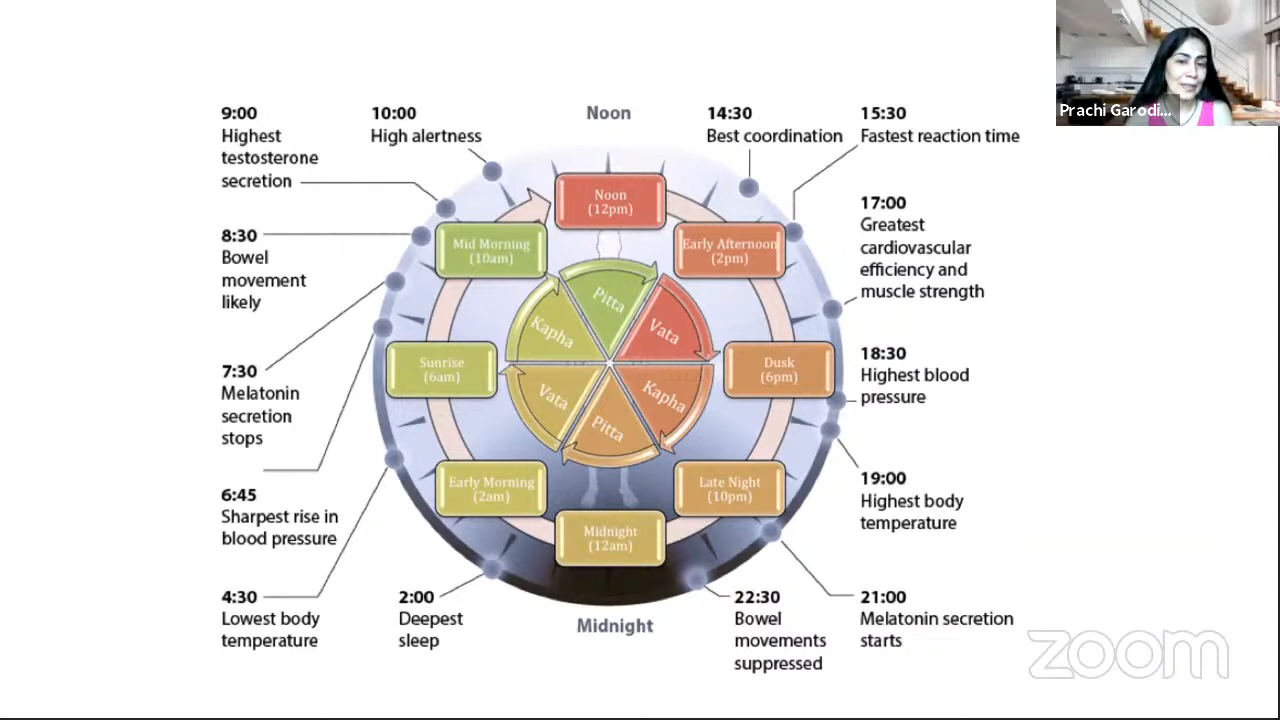 Prachi Garodi...
9:00
Highest
testosterone
secretion
10:00
High alertness
Noon
14:30
Best coordination
15:30
Fastest reaction time
8:30
Bowel
movement
likely
17:00
Greatest
cardiovascular
efficiency and
muscle strength
7:30
Melatonin
secretion
stops
18:30
Highest blood
pressure
6:45
Sharpest rise in
blood pressure
19:00
Highest body
temperature
4:30
Lowest body
temperature
2:00
Deepest
sleep
Midnight
22:30
Bowel
movements
suppressed
21:00
Melatonin secretion
starts
Noon
(12pm)
Early Afternoon
(2pm)
Dusk
(6pm)
Late Night
(10pm)
Midnight
(12am)
Early Morning
(2am)
Sunrise
(6am)
Mid Morning
(10am)
Pitta
Vata
Kapha
Pitta
Vata
Kapha
zoom